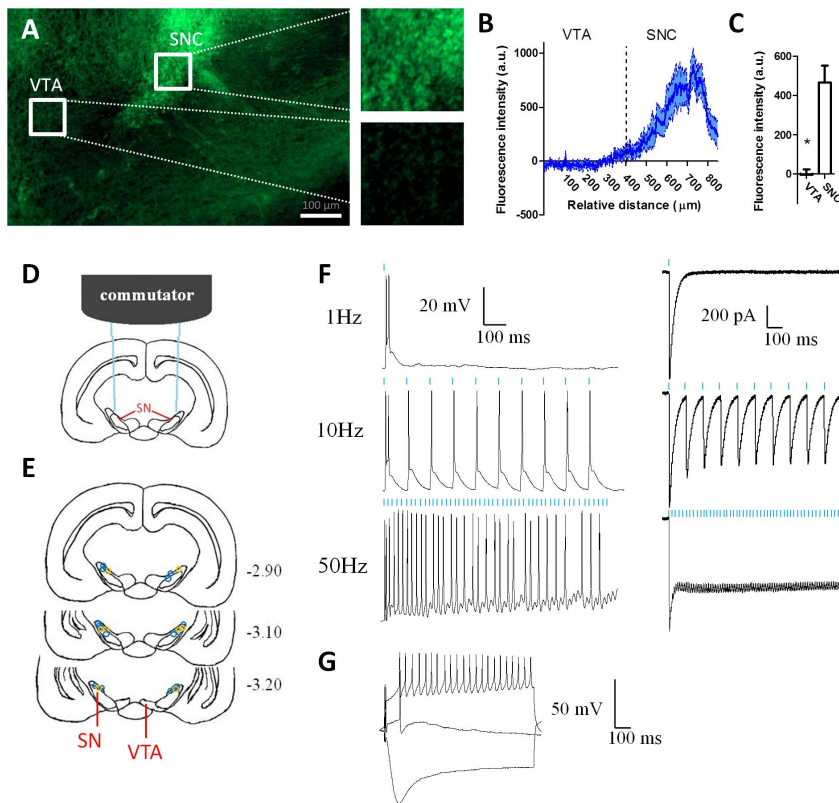 A
VTA
SNC
100 µm
B
VTA
SNC
Fluorescence intensity (a.u.)
1000
500
0
-500
100
200
300
400
500
600
700
800
Relative distance (µm)
C
Fluorescence intensity (a.u.)
600
400
200
0
*
VTA
SNC
D
commutator
SN
E
-2.90
-3.10
-3.20
SN
VTA
F
1Hz
20 mV
100 ms
200 pA
100 ms
10Hz
50Hz
G
50 mV
100 ms